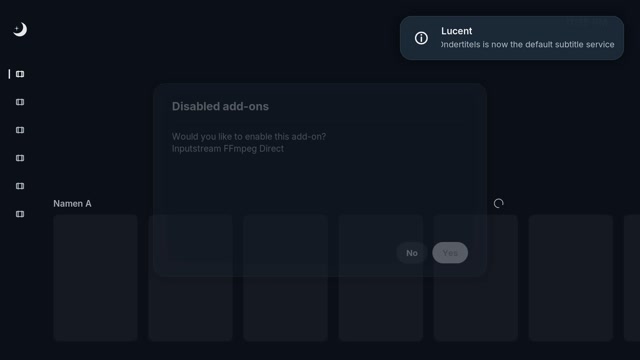 Lucent
Ondertitels is now the default subtitle service
Disabled add-ons
Would you like to enable this add-on?
Inputstream FFmpeg Direct
Namen A
No
Yes